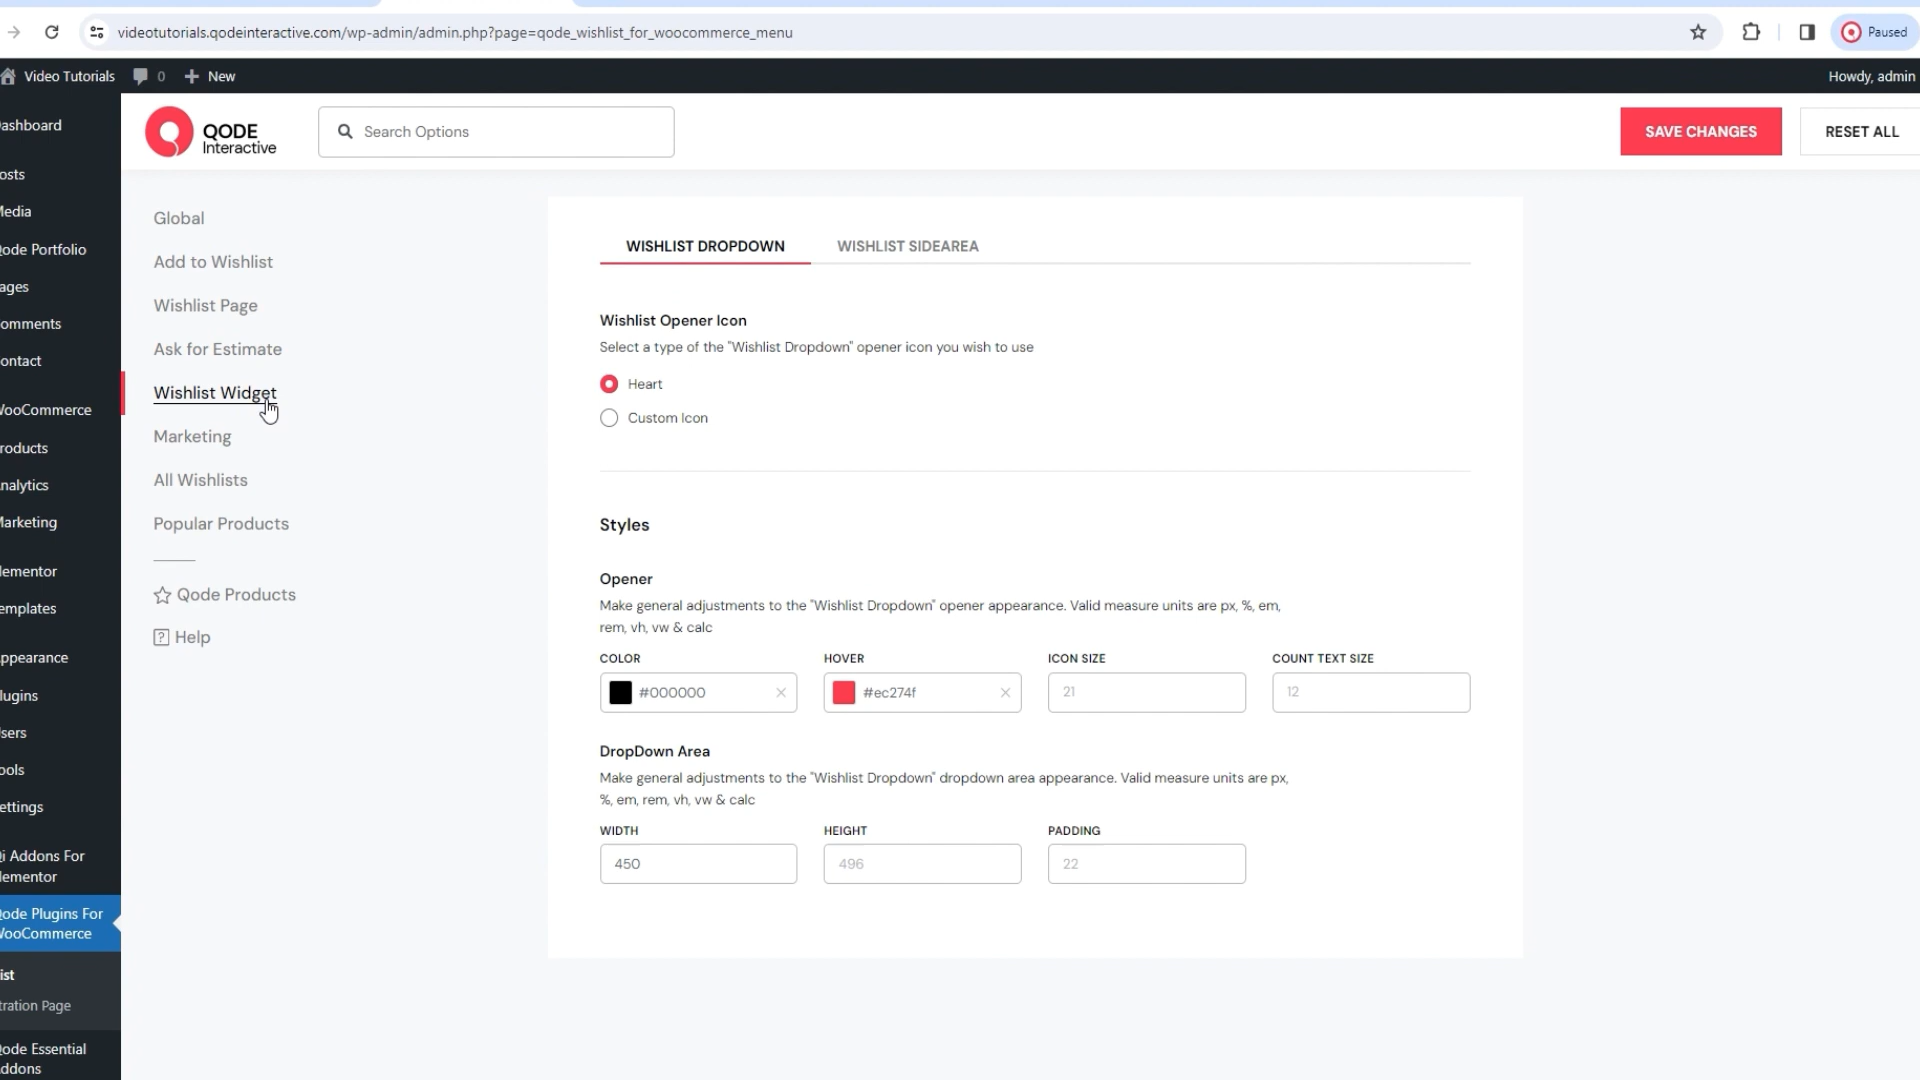 videotutorials.qodeinteractive.com/wp-admin/admin.php?page=qode_wishlist_for_woocommerce_menu
Paused
Video Tutorials
0
New
Howdy, admin
ashboard
osts
edia
ode Portfolio
ages
omments
ontact
ooCommerce
roducts
nalytics
arketing
lementor
emplates
ppearance
lugins
sers
ools
ettings
i Addons For
lementor
ode Plugins For
ooCommerce
ist
tration Page
ode Essential
ddons
QODE
Interactive
Search Options
SAVE CHANGES
RESET ALL
Global
Add to Wishlist
Wishlist Page
Ask for Estimate
Wishlist Widget
Marketing
All Wishlists
Popular Products
Qode Products
? Help
WISHLIST DROPDOWN
WISHLIST SIDEAREA
Wishlist Opener Icon
Select a type of the "Wishlist Dropdown" opener icon you wish to use
Heart
Custom Icon
Styles
Opener
Make general adjustments to the "Wishlist Dropdown" opener appearance. Valid measure units are px, %, em,
rem, vh, vw & calc
COLOR
HOVER
ICON SIZE
COUNT TEXT SIZE
#000000
#ec274f
21
12
DropDown Area
Make general adjustments to the "Wishlist Dropdown" dropdown area appearance. Valid measure units are px,
%, em, rem, vh, vw & calc
WIDTH
HEIGHT
PADDING
450
496
22